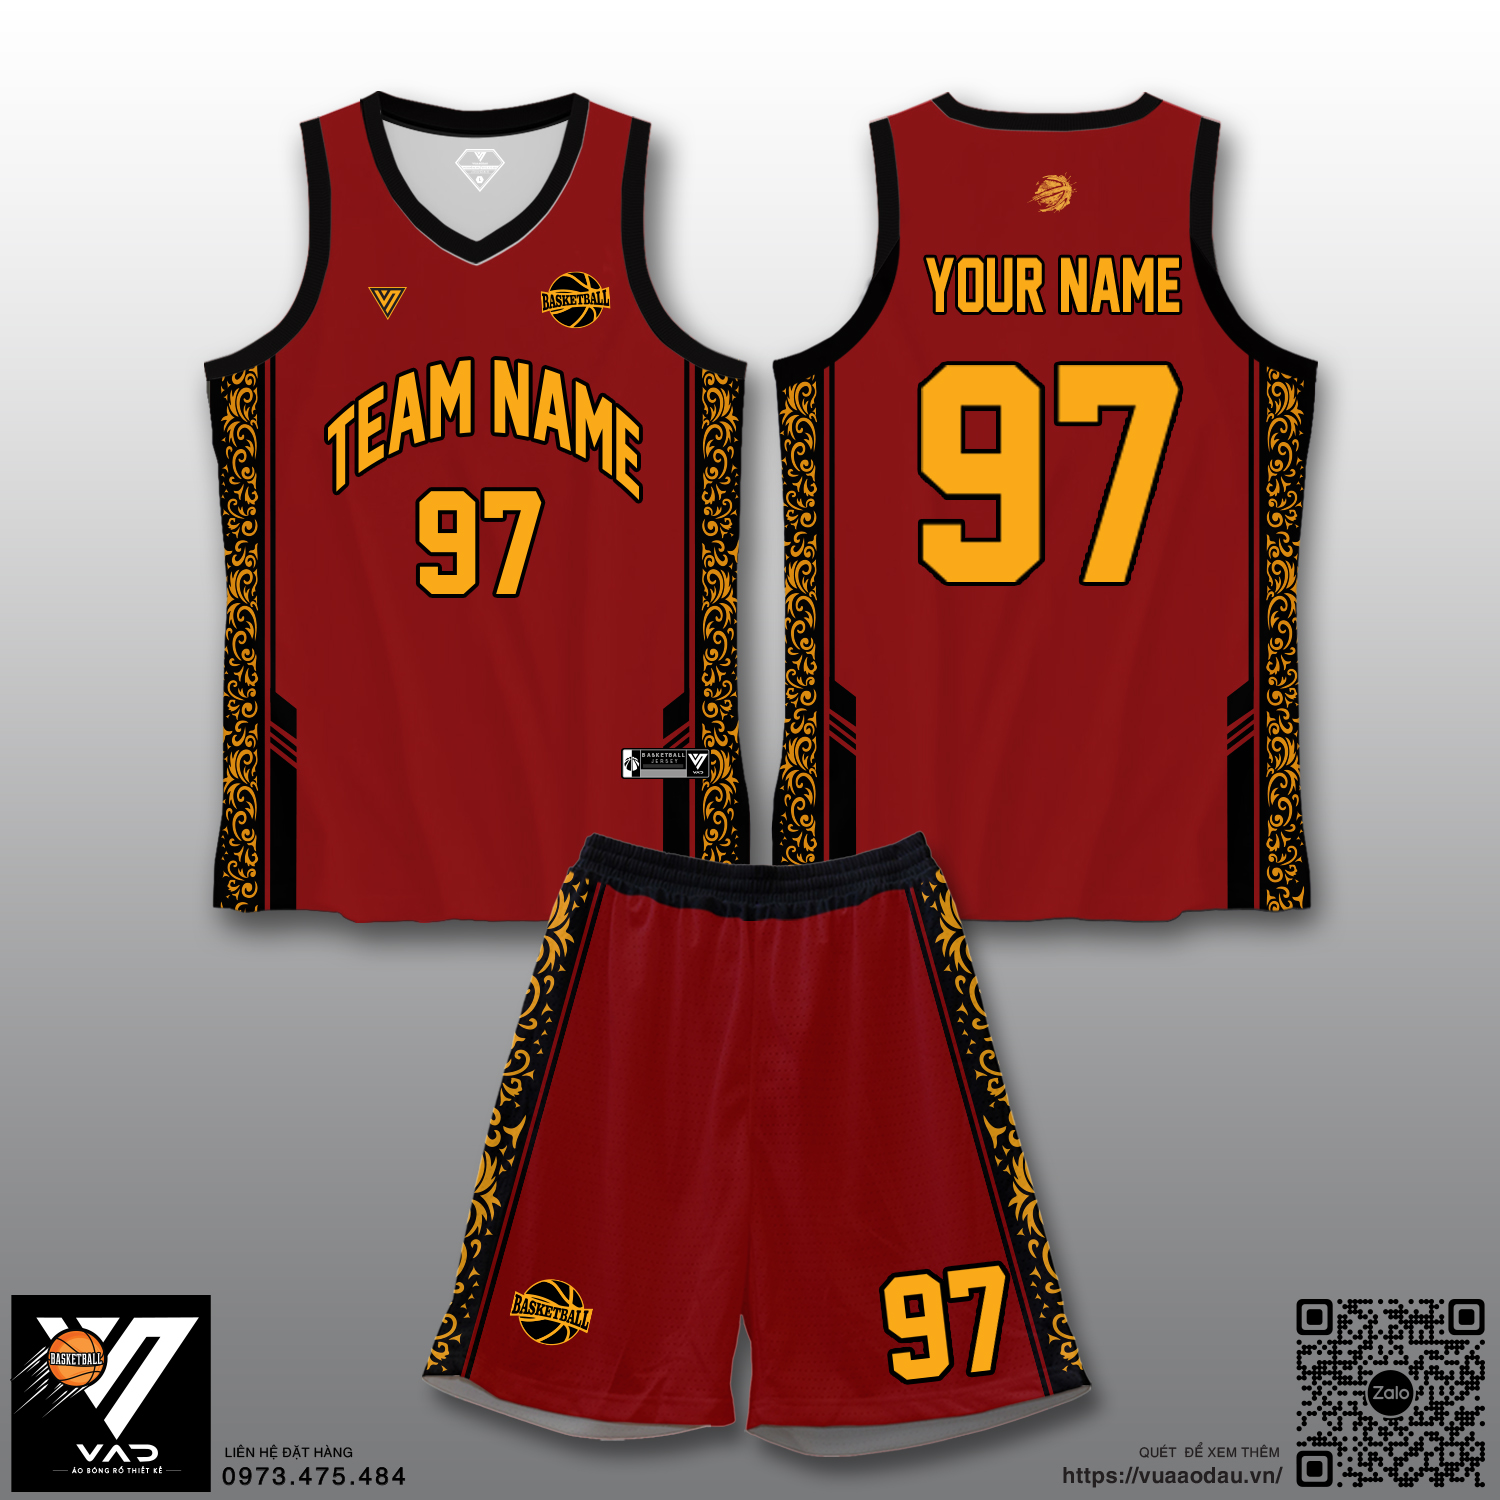 BASKETBALL
TEAM NAME
97
BASKETBALL
JERSEY
VAD
YOUR NAME
97
BASKETBALL
97
BASKETBALL
VAD
ÁO BÓNG RỔ THIẾT KẾ
LIÊN HỆ ĐẶT HÀNG
0973.475.484
Zalo
QUÉT ĐỂ XEM THÊM
https://vuaaodau.vn/